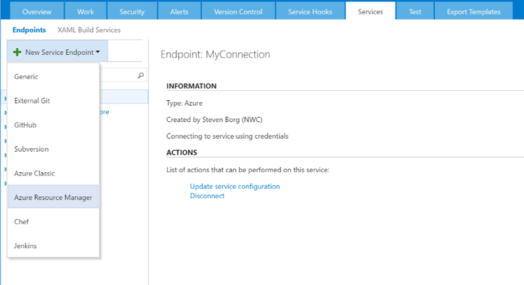 Overview Work Security Alerts Version Control Service Hooks Services Test Export Templates
Endpoints XAML Build Services
New Service Endpoint
Generic
External Git
GitHub
Subversion
Azure Classic
Azure Resource Manager
Chef
Jenkins
Endpoint: MyConnection
INFORMATION
Type: Azure
Created by Steven Borg (NWC)
Connecting to service using credentials
ACTIONS
List of actions that can be performed on this service:
Update service configuration
Disconnect